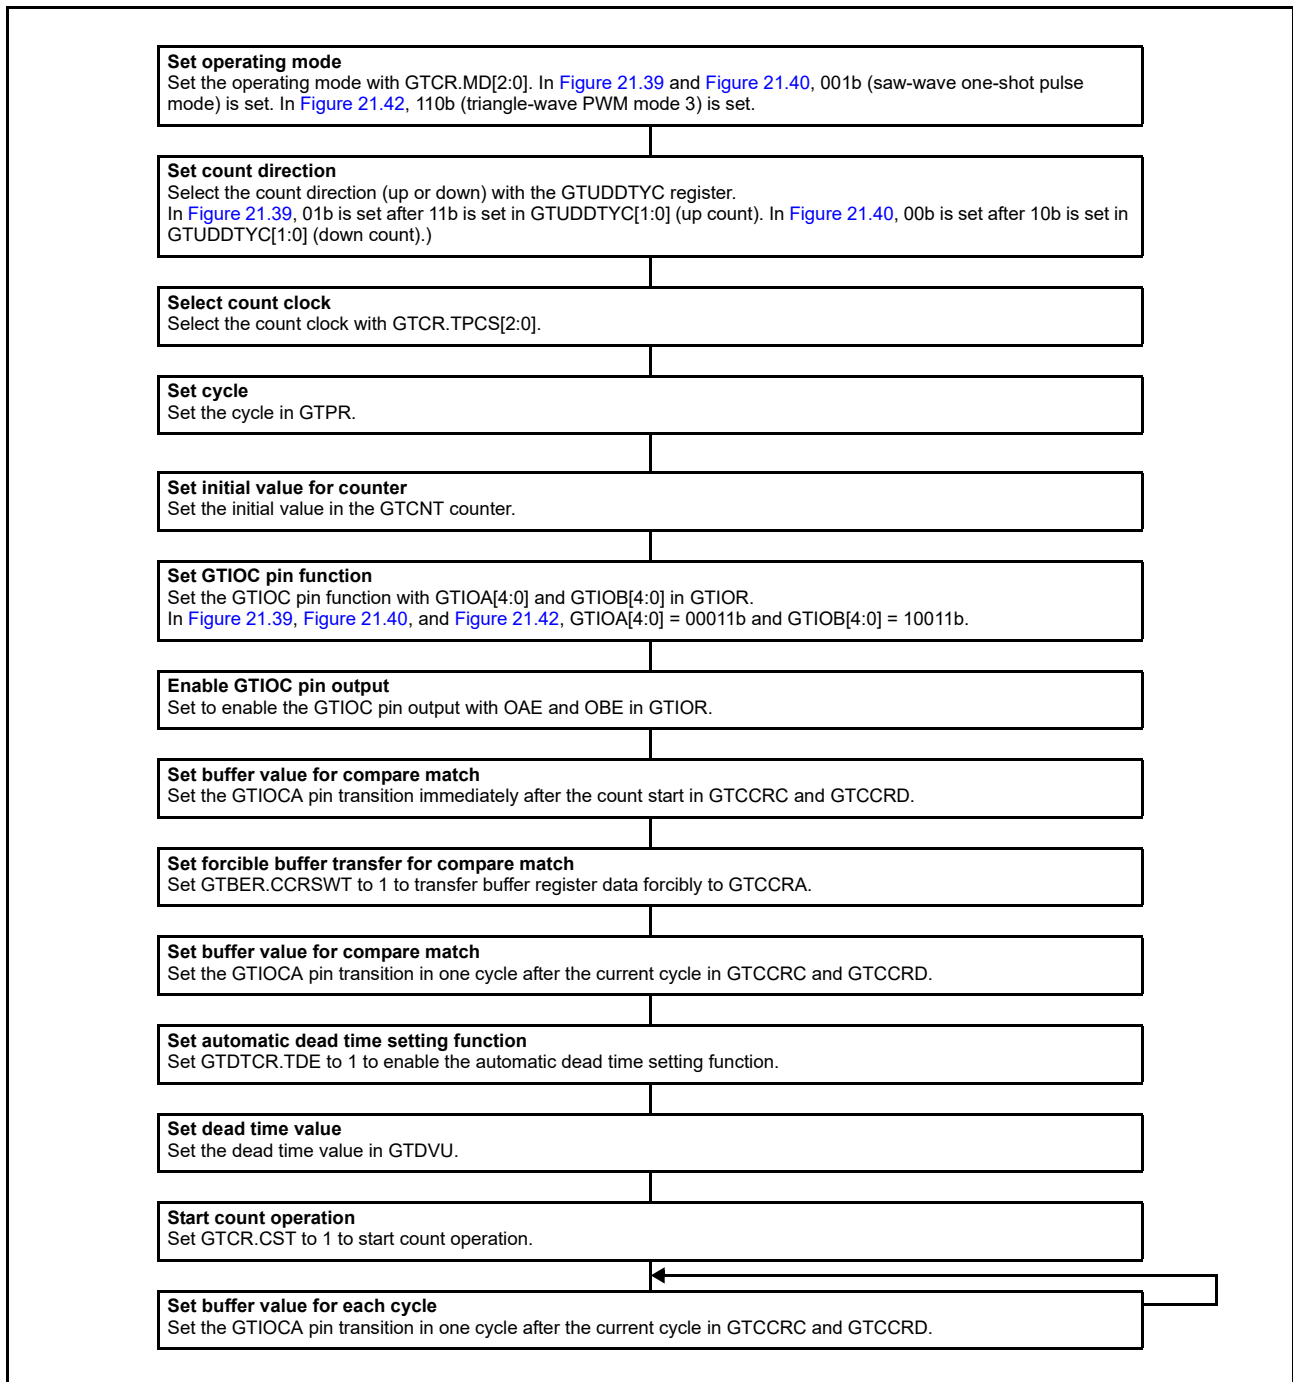 Set operating mode
Set the operating mode with GTCR.MD[2:0]. In Figure 21.39 and Figure 21.40, 001b (saw-wave one-shot pulse
mode) is set. In Figure 21.42, 110b (triangle-wave PWM mode 3) is set.
Set count direction
Select the count direction (up or down) with the GTUDDTYC register.
In Figure 21.39, 01b is set after 11b is set in GTUDDTYC[1:0] (up count). In Figure 21.40, 00b is set after 10b is set in
GTUDDTYC[1:0] (down count).)
Select count clock
Select the count clock with GTCR.TPCS[2:0].
Set cycle
Set the cycle in GTPR.
Set initial value for counter
Set the initial value in the GTCNT counter.
Set GTIOC pin function
Set the GTIOC pin function with GTIOA[4:0] and GTIOB[4:0] in GTIOR.
In Figure 21.39, Figure 21.40, and Figure 21.42, GTIOA[4:0] = 00011b and GTIOB[4:0] = 10011b.
Enable GTIOC pin output
Set to enable the GTIOC pin output with OAE and OBE in GTIOR.
Set buffer value for compare match
Set the GTIOCA pin transition immediately after the count start in GTCCRC and GTCCRD.
Set forcible buffer transfer for compare match
Set GTBER.CCRSWT to 1 to transfer buffer register data forcibly to GTCCRA.
Set buffer value for compare match
Set the GTIOCA pin transition in one cycle after the current cycle in GTCCRC and GTCCRD.
Set automatic dead time setting function
Set GTDTCR.TDE to 1 to enable the automatic dead time setting function.
Set dead time value
Set the dead time value in GTDVU.
Start count operation
Set GTCR.CST to 1 to start count operation.
Set buffer value for each cycle
Set the GTIOCA pin transition in one cycle after the current cycle in GTCCRC and GTCCRD.